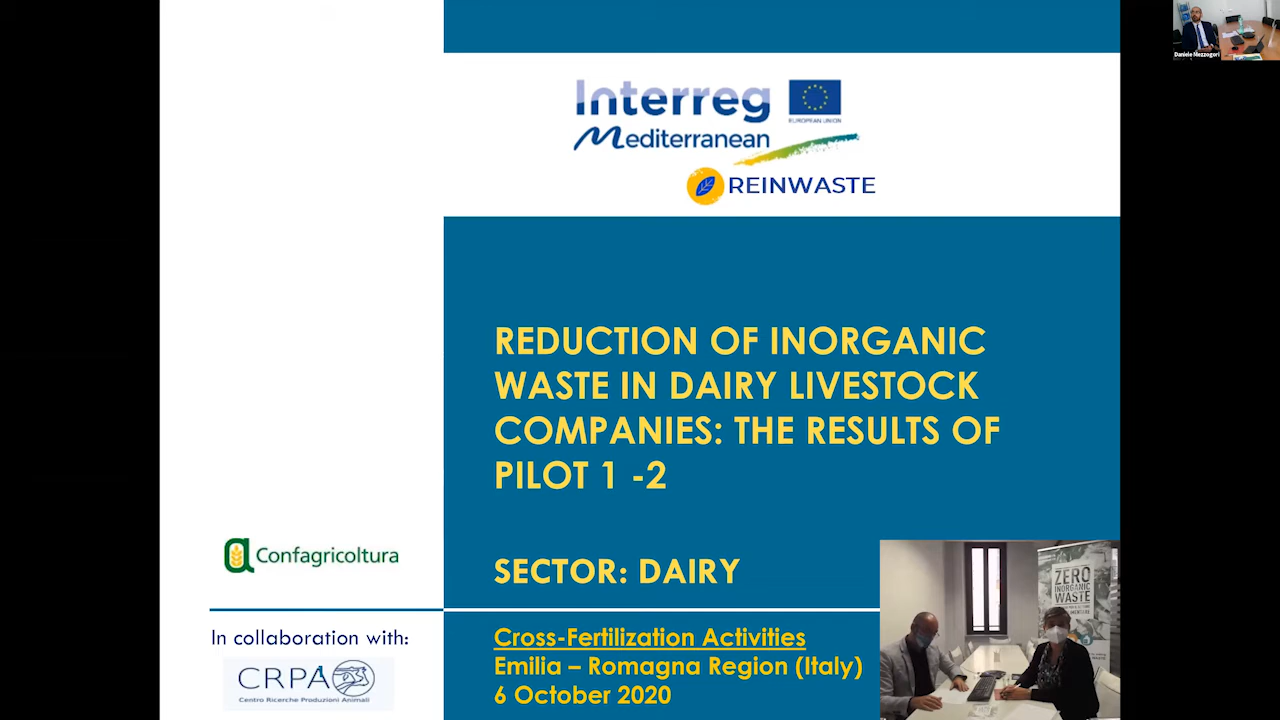 Daniele Mezzogori
Interreg
EUROPEAN UNION
Mediterranean
REINWASTE
REDUCTION OF INORGANIC
WASTE IN DAIRY LIVESTOCK
COMPANIES: THE RESULTS OF
PILOT 1 -2
Confagricoltura
SECTOR: DAIRY
ZERO
INORGANIC
WASTE
In collaboration with:
CRPA
Centro Ricerche Produzioni Animali
Cross-Fertilization Activities
Emilia – Romagna Region (Italy)
6 October 2020